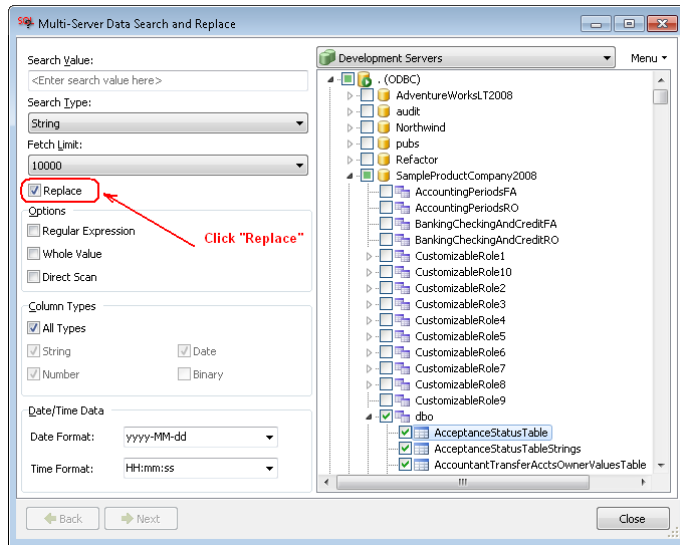 SQL Multi-Server Data Search and Replace
Search Value:
<Enter search value here>
Search Type:
String
Fetch Limit:
10000
Replace
Click "Replace"
Options
Regular Expression
Whole Value
Direct Scan
Column Types
All Types
String
Date
Number
Binary
Date/Time Data
Date Format:
yyyy-MM-dd
Time Format:
HH:mm:ss
Development Servers
Menu
. (ODBC)
AdventureWorksLT2008
audit
Northwind
pubs
Refactor
SampleProductCompany2008
AccountingPeriodsFA
AccountingPeriodsRO
BankingCheckingAndCreditFA
BankingCheckingAndCreditRO
CustomizableRole1
CustomizableRole10
CustomizableRole2
CustomizableRole3
CustomizableRole4
CustomizableRole5
CustomizableRole6
CustomizableRole7
CustomizableRole8
CustomizableRole9
dbo
AcceptanceStatusTable
AcceptanceStatusTableStrings
AccountantTransferAcctsOwnerValuesTable
Back
Next
Close